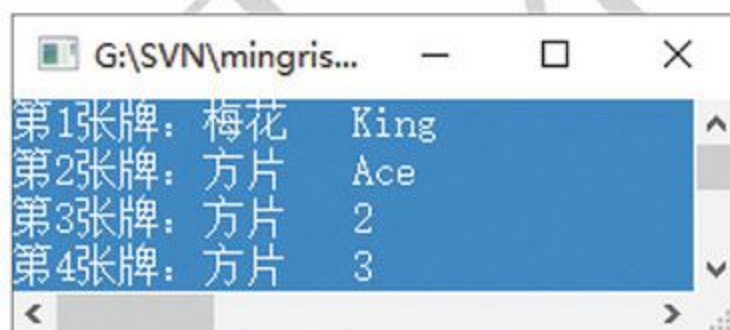 G:\SVN\mingris...
第1张牌：梅花 King
第2张牌：方片 Ace
第3张牌：方片 2
第4张牌：方片 3